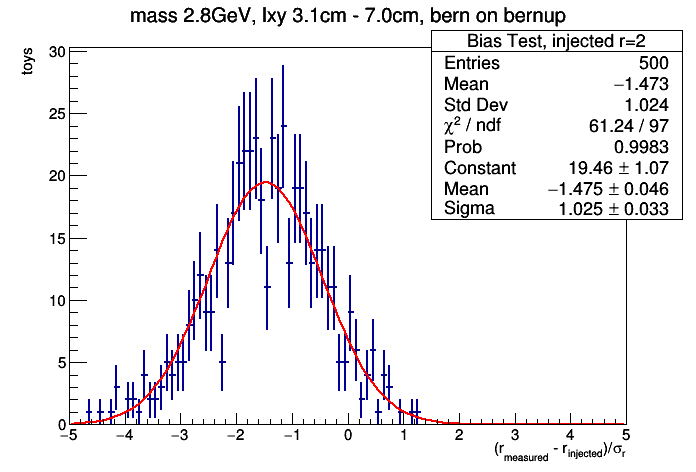 mass 2.8GeV, lxy 3.1cm - 7.0cm, bern on bernup
Bias Test, injected r=2
Entries 500
Mean −1.473
Std Dev 1.024
χ² / ndf 61.24 / 97
Prob 0.9983
Constant 19.46 ± 1.07
Mean −1.475 ± 0.046
Sigma 1.025 ± 0.033
toys
30
25
20
15
10
5
0
−5 −4 −3 −2 −1 0 1 2 3 4 5
(r_measured - r_injected)/σ_r